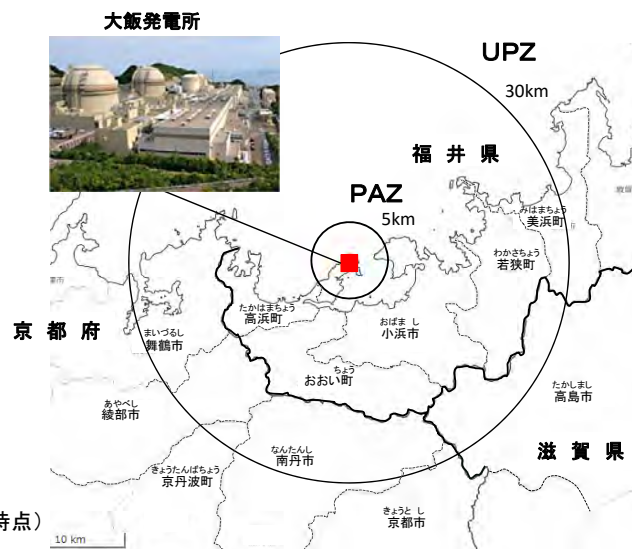 大飯発電所
UPZ
30km
福井県
PAZ
5km
みはまちょう
美浜町
わかさちょう
若狭町
たかはまちょう
高浜町
おばま し
小浜市
京都府
まいづるし
舞鶴市
ちょう
おおい町
たかしまし
高島市
あやべし
綾部市
なんたんし
南丹市
滋賀県
きょうたんばちょう
京丹波町
きょうと し
京都市
時点）
10 km